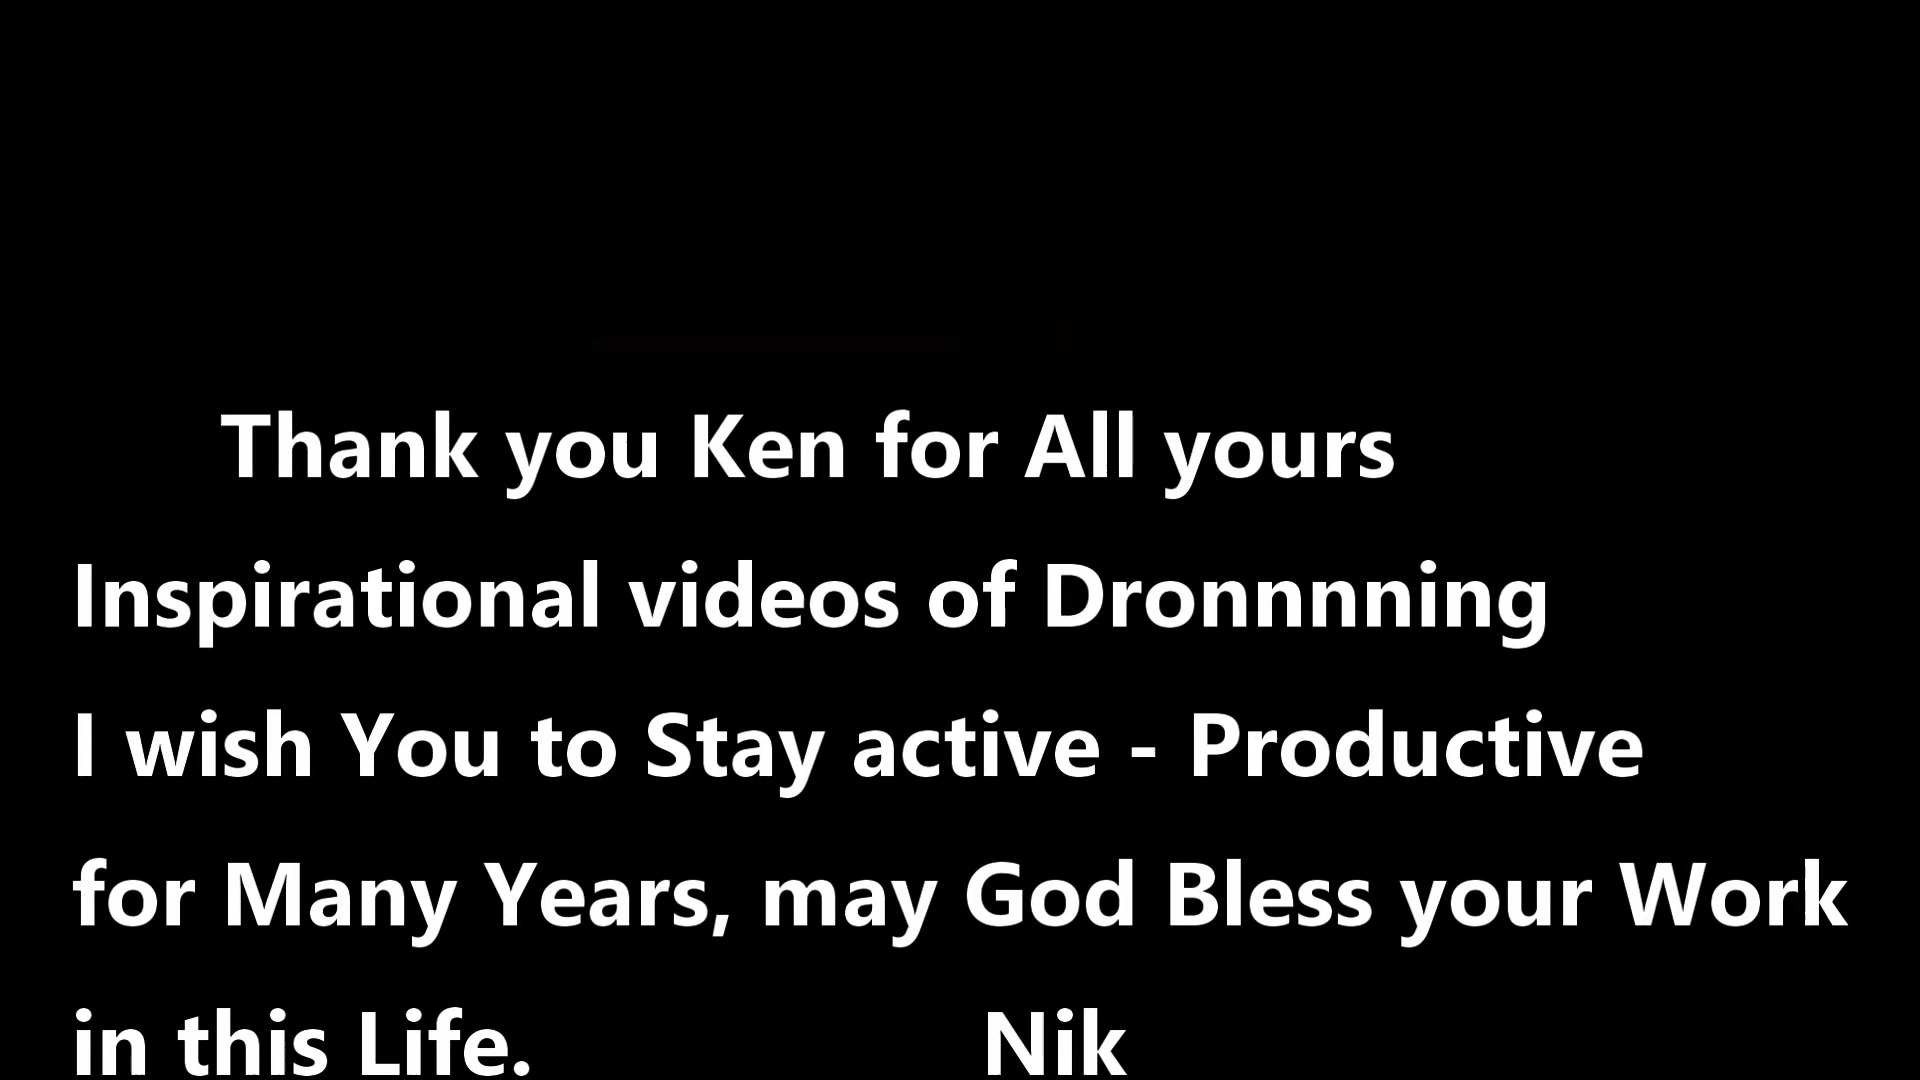 Thank you Ken for All yours
Inspirational videos of Dronnnning
I wish You to Stay active - Productive
for Many Years, may God Bless your Work
in this Life. Nik